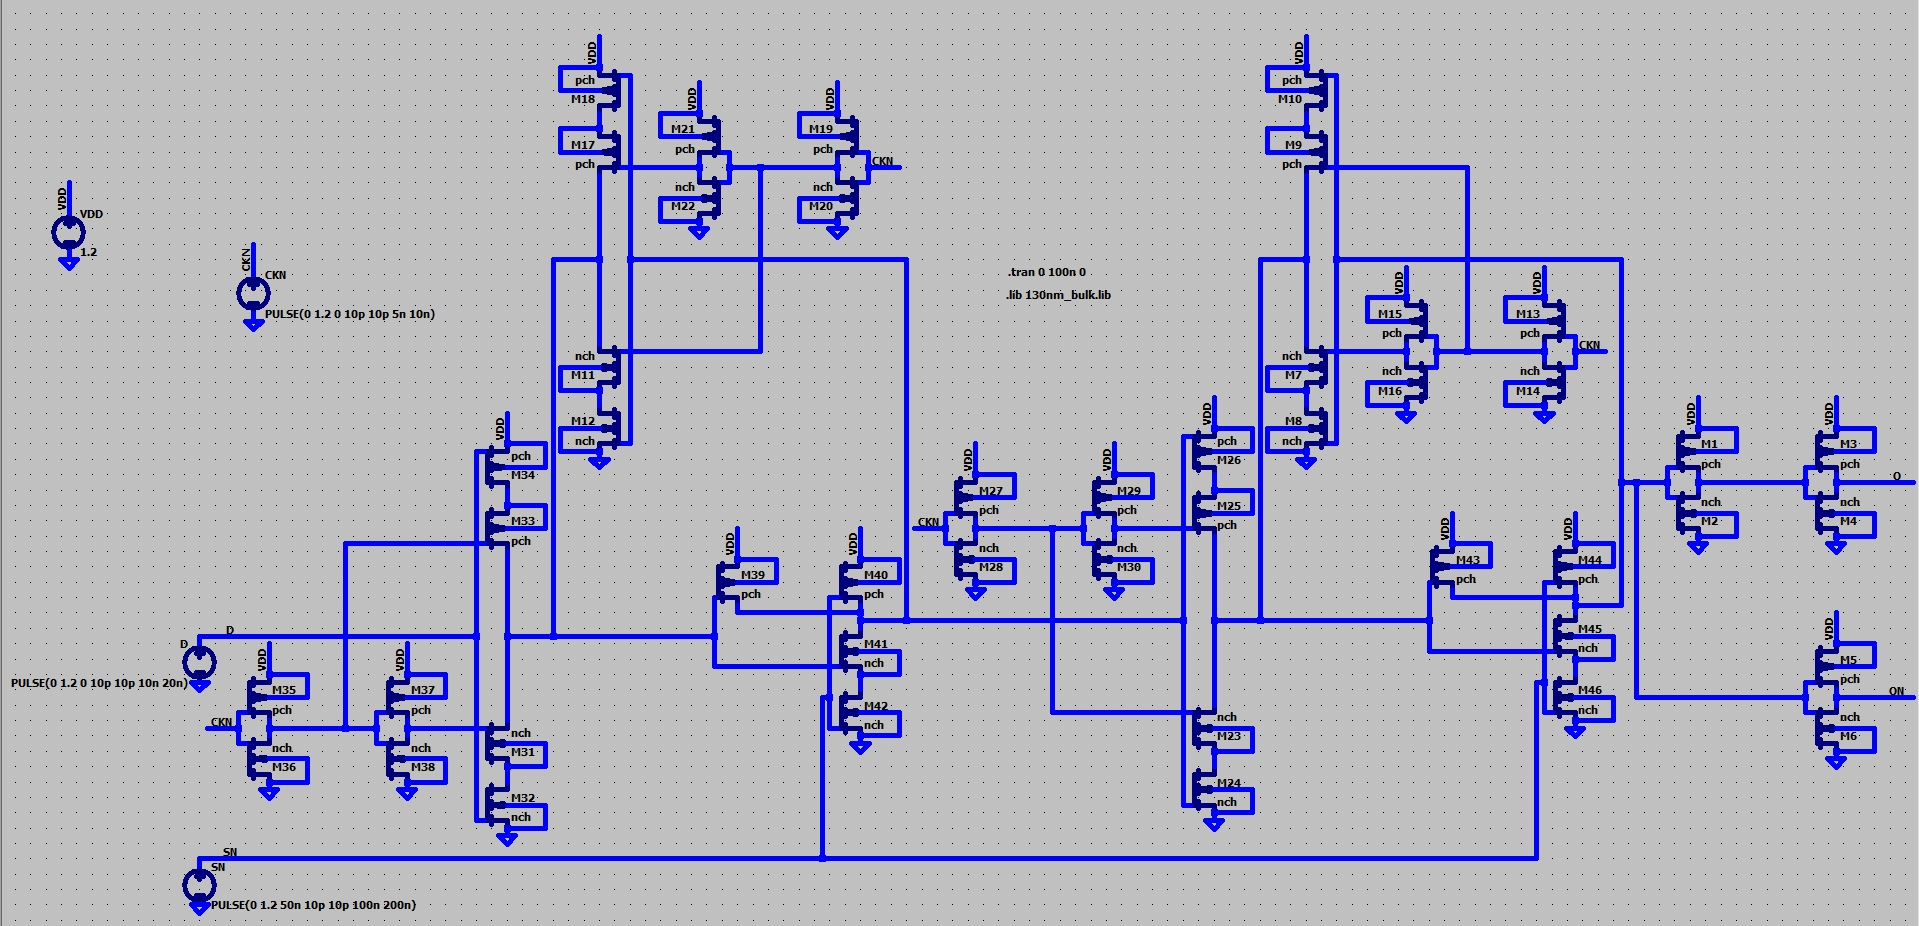 VDD
pch
M18
M17
pch
VDD
M21
pch
nch
M22
VDD
M19
pch
CKN
nch
M20
VDD
pch
M10
M9
pch
VDD
VDD
1.2
CKN
CKN
PULSE(0 1.2 0 10p 10p 5n 10n)
.tran 0 100n 0
.lib 130nm_bulk.lib
VDD
M15
pch
nch
M16
VDD
M13
pch
CKN
nch
M14
nch
M11
M12
nch
nch
M7
M8
nch
VDD
pch
M34
M33
pch
VDD
M27
pch
CKN
nch
M28
VDD
M29
pch
nch
M30
VDD
pch
M26
M25
pch
VDD
M1
pch
nch
M2
VDD
M3
pch
Q
nch
M4
VDD
M39
pch
VDD
M40
pch
M41
nch
M42
nch
VDD
M43
pch
VDD
M44
pch
M45
nch
M46
nch
D
D
PULSE(0 1.2 0 10p 10p 10n 20n)
VDD
M35
pch
CKN
nch
M36
VDD
M37
pch
nch
M38
nch
M31
M32
nch
nch
M23
M24
nch
VDD
M5
pch
QN
nch
M6
SN
SN
PULSE(0 1.2 50n 10p 10p 100n 200n)